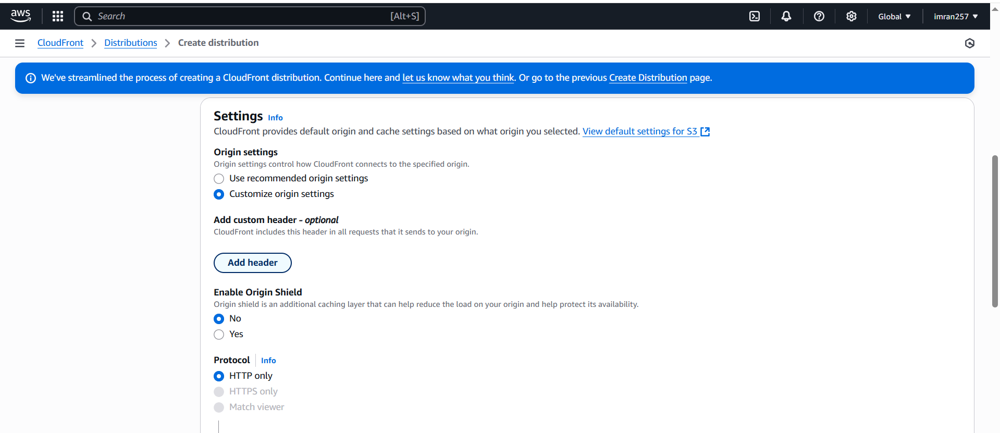 aws
Search [Alt+S]
Global
imran257
CloudFront
Distributions
Create distribution
We've streamlined the process of creating a CloudFront distribution. Continue here and let us know what you think. Or go to the previous Create Distribution page.
Settings Info
CloudFront provides default origin and cache settings based on what origin you selected. View default settings for S3
Origin settings
Origin settings control how CloudFront connects to the specified origin.
Use recommended origin settings
Customize origin settings
Add custom header - optional
CloudFront includes this header in all requests that it sends to your origin.
Add header
Enable Origin Shield
Origin shield is an additional caching layer that can help reduce the load on your origin and help protect its availability.
No
Yes
Protocol Info
HTTP only
HTTPS only
Match viewer